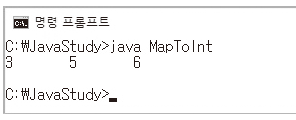 명령 프롬프트
C:₩JavaStudy>java MapToInt
3 5 6
C:₩JavaStudy>